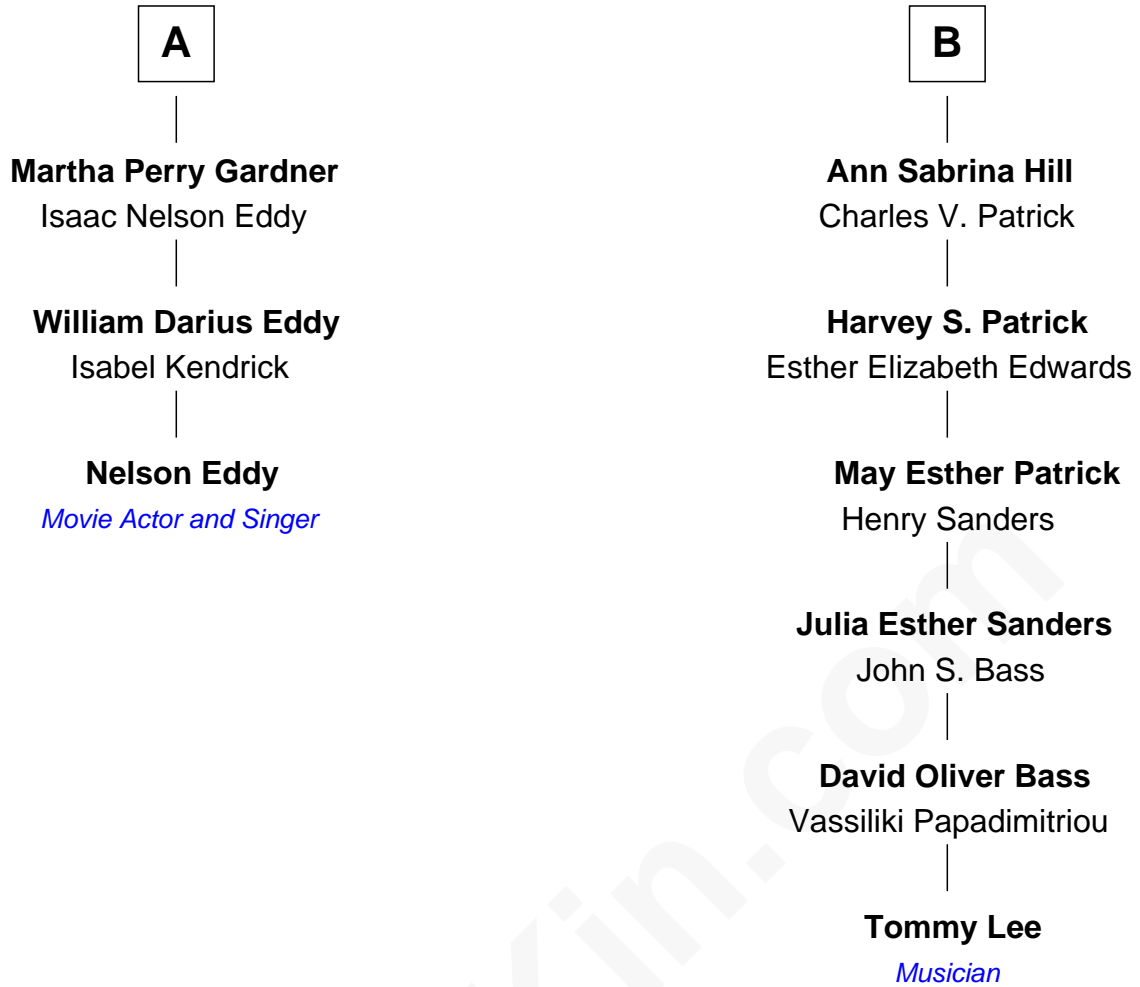 A
Martha Perry Gardner
Isaac Nelson Eddy
William Darius Eddy
Isabel Kendrick
Nelson Eddy
Movie Actor and Singer
B
Ann Sabrina Hill
Charles V. Patrick
Harvey S. Patrick
Esther Elizabeth Edwards
May Esther Patrick
Henry Sanders
Julia Esther Sanders
John S. Bass
David Oliver Bass
Vassiliki Papadimitriou
Tommy Lee
Musician
Kin.com